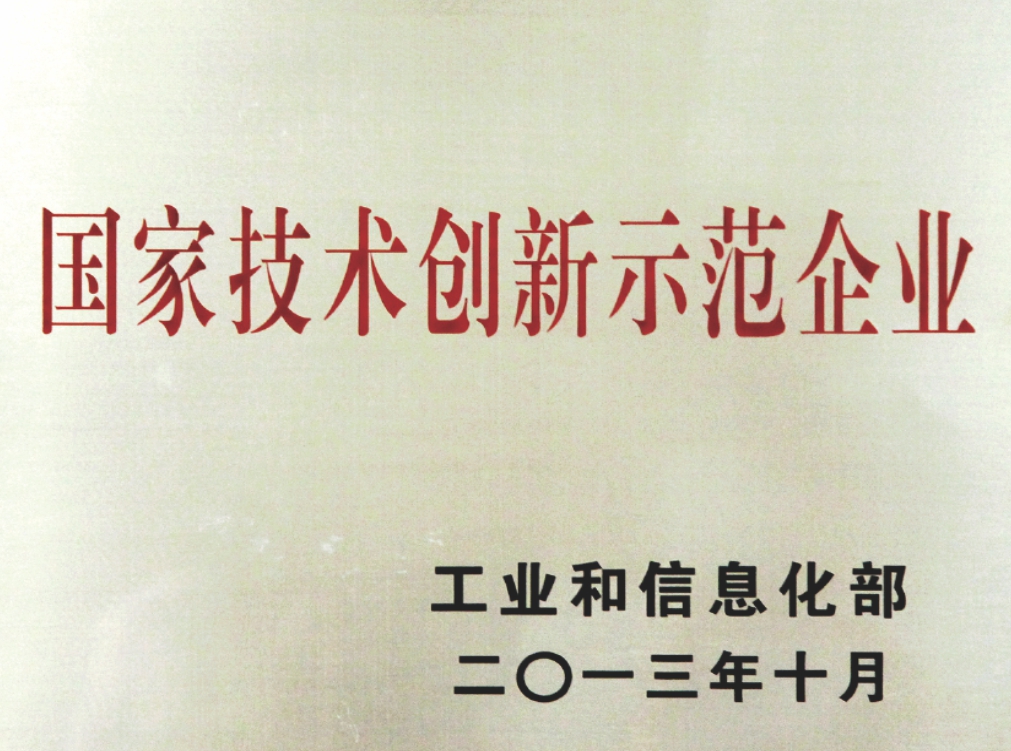 国家技术创新示范企业
工业和信息化部
二〇一三年十月